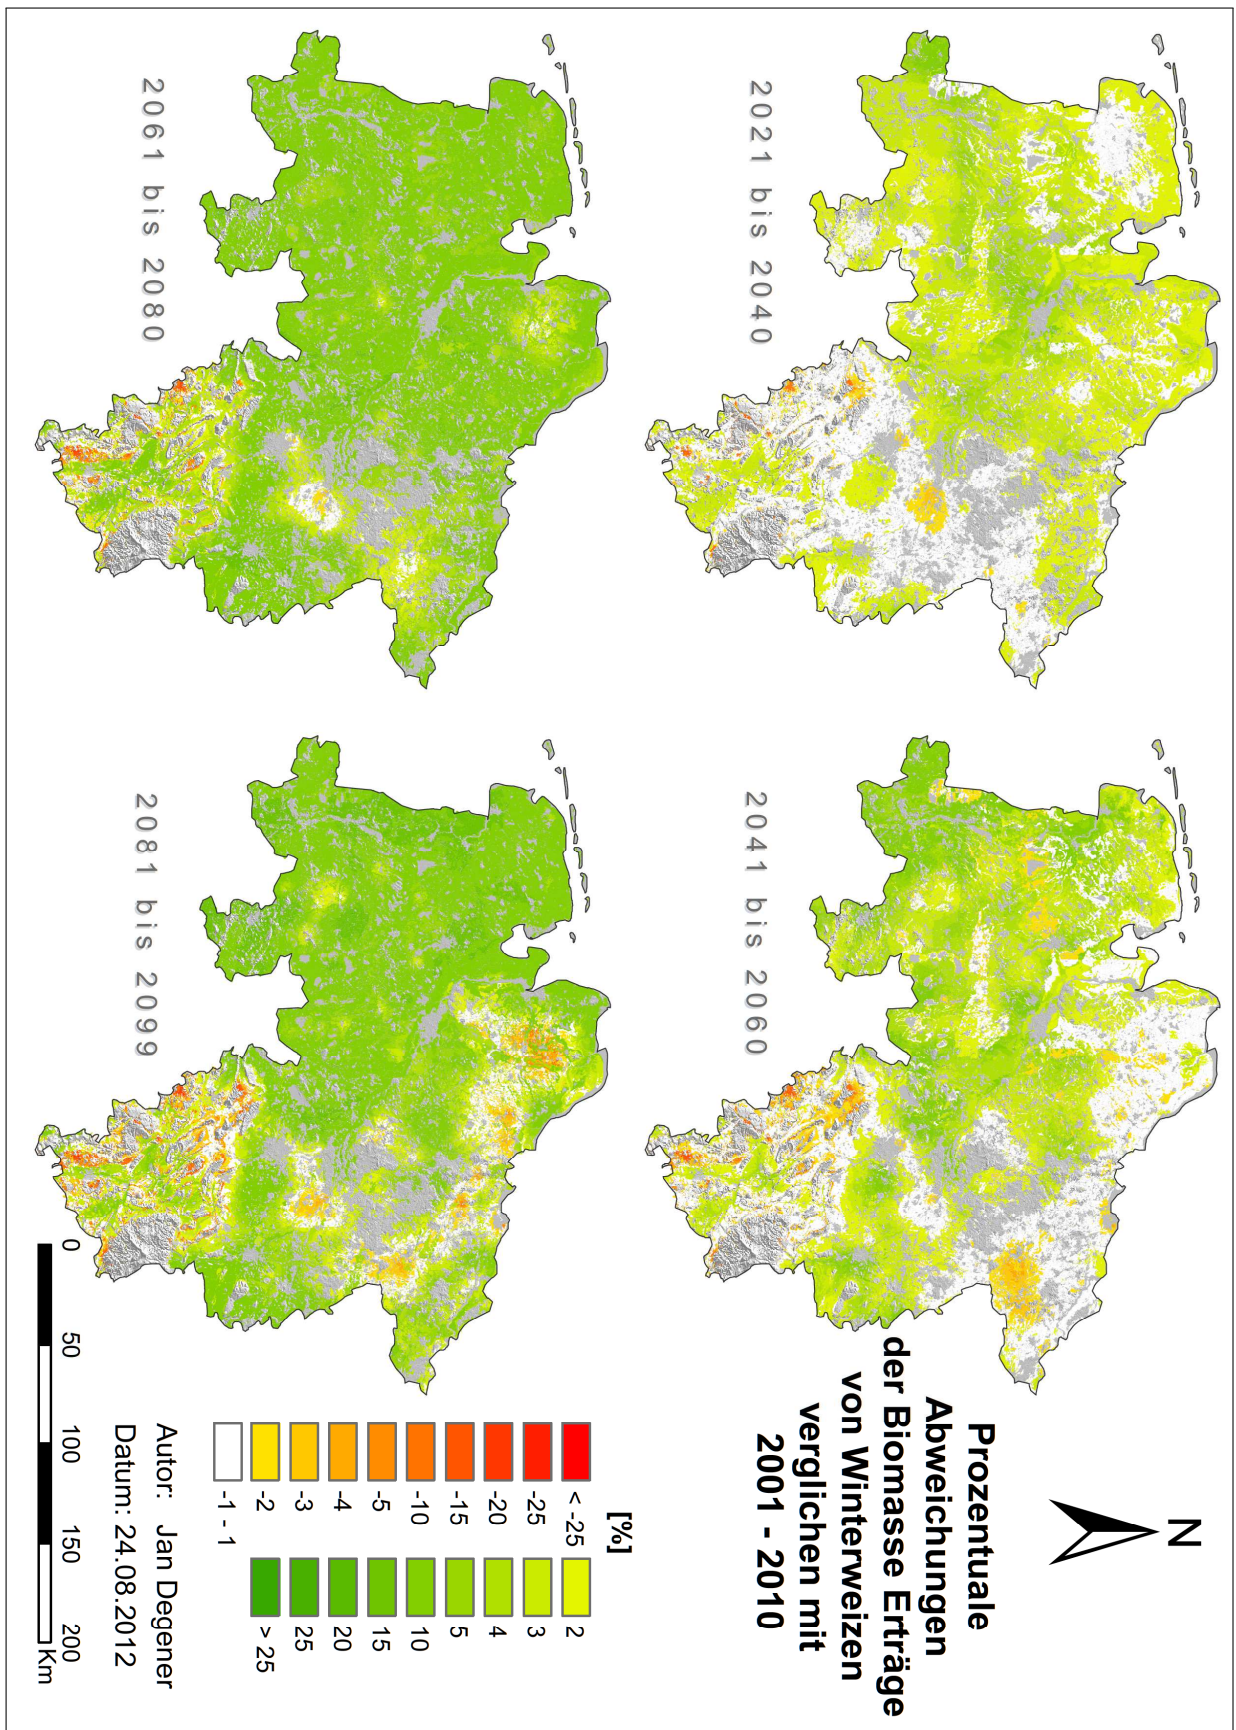 2021 bis 2040
2041 bis 2060
2061 bis 2080
2081 bis 2099
N
Prozentuale
Abweichungen
der Biomasse Erträge
von Winterweizen
verglichen mit
2001 - 2010
[%]
< -25
-25
-20
-15
-10
-5
-4
-3
-2
-1 - 1
2
3
4
5
10
15
20
25
> 25
Autor: Jan Degener
Datum: 24.08.2012
0 50 100 150 200
Km